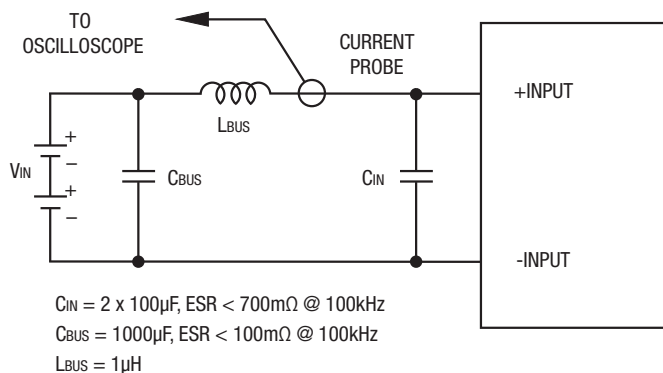 TO
OSCILLOSCOPE
CURRENT
PROBE
+INPUT
LBUS
VIN
+
–
+
–
CBUS
CIN
-INPUT
CIN = 2 x 100µF, ESR < 700mΩ @ 100kHz
CBUS = 1000µF, ESR < 100mΩ @ 100kHz
LBUS = 1µH